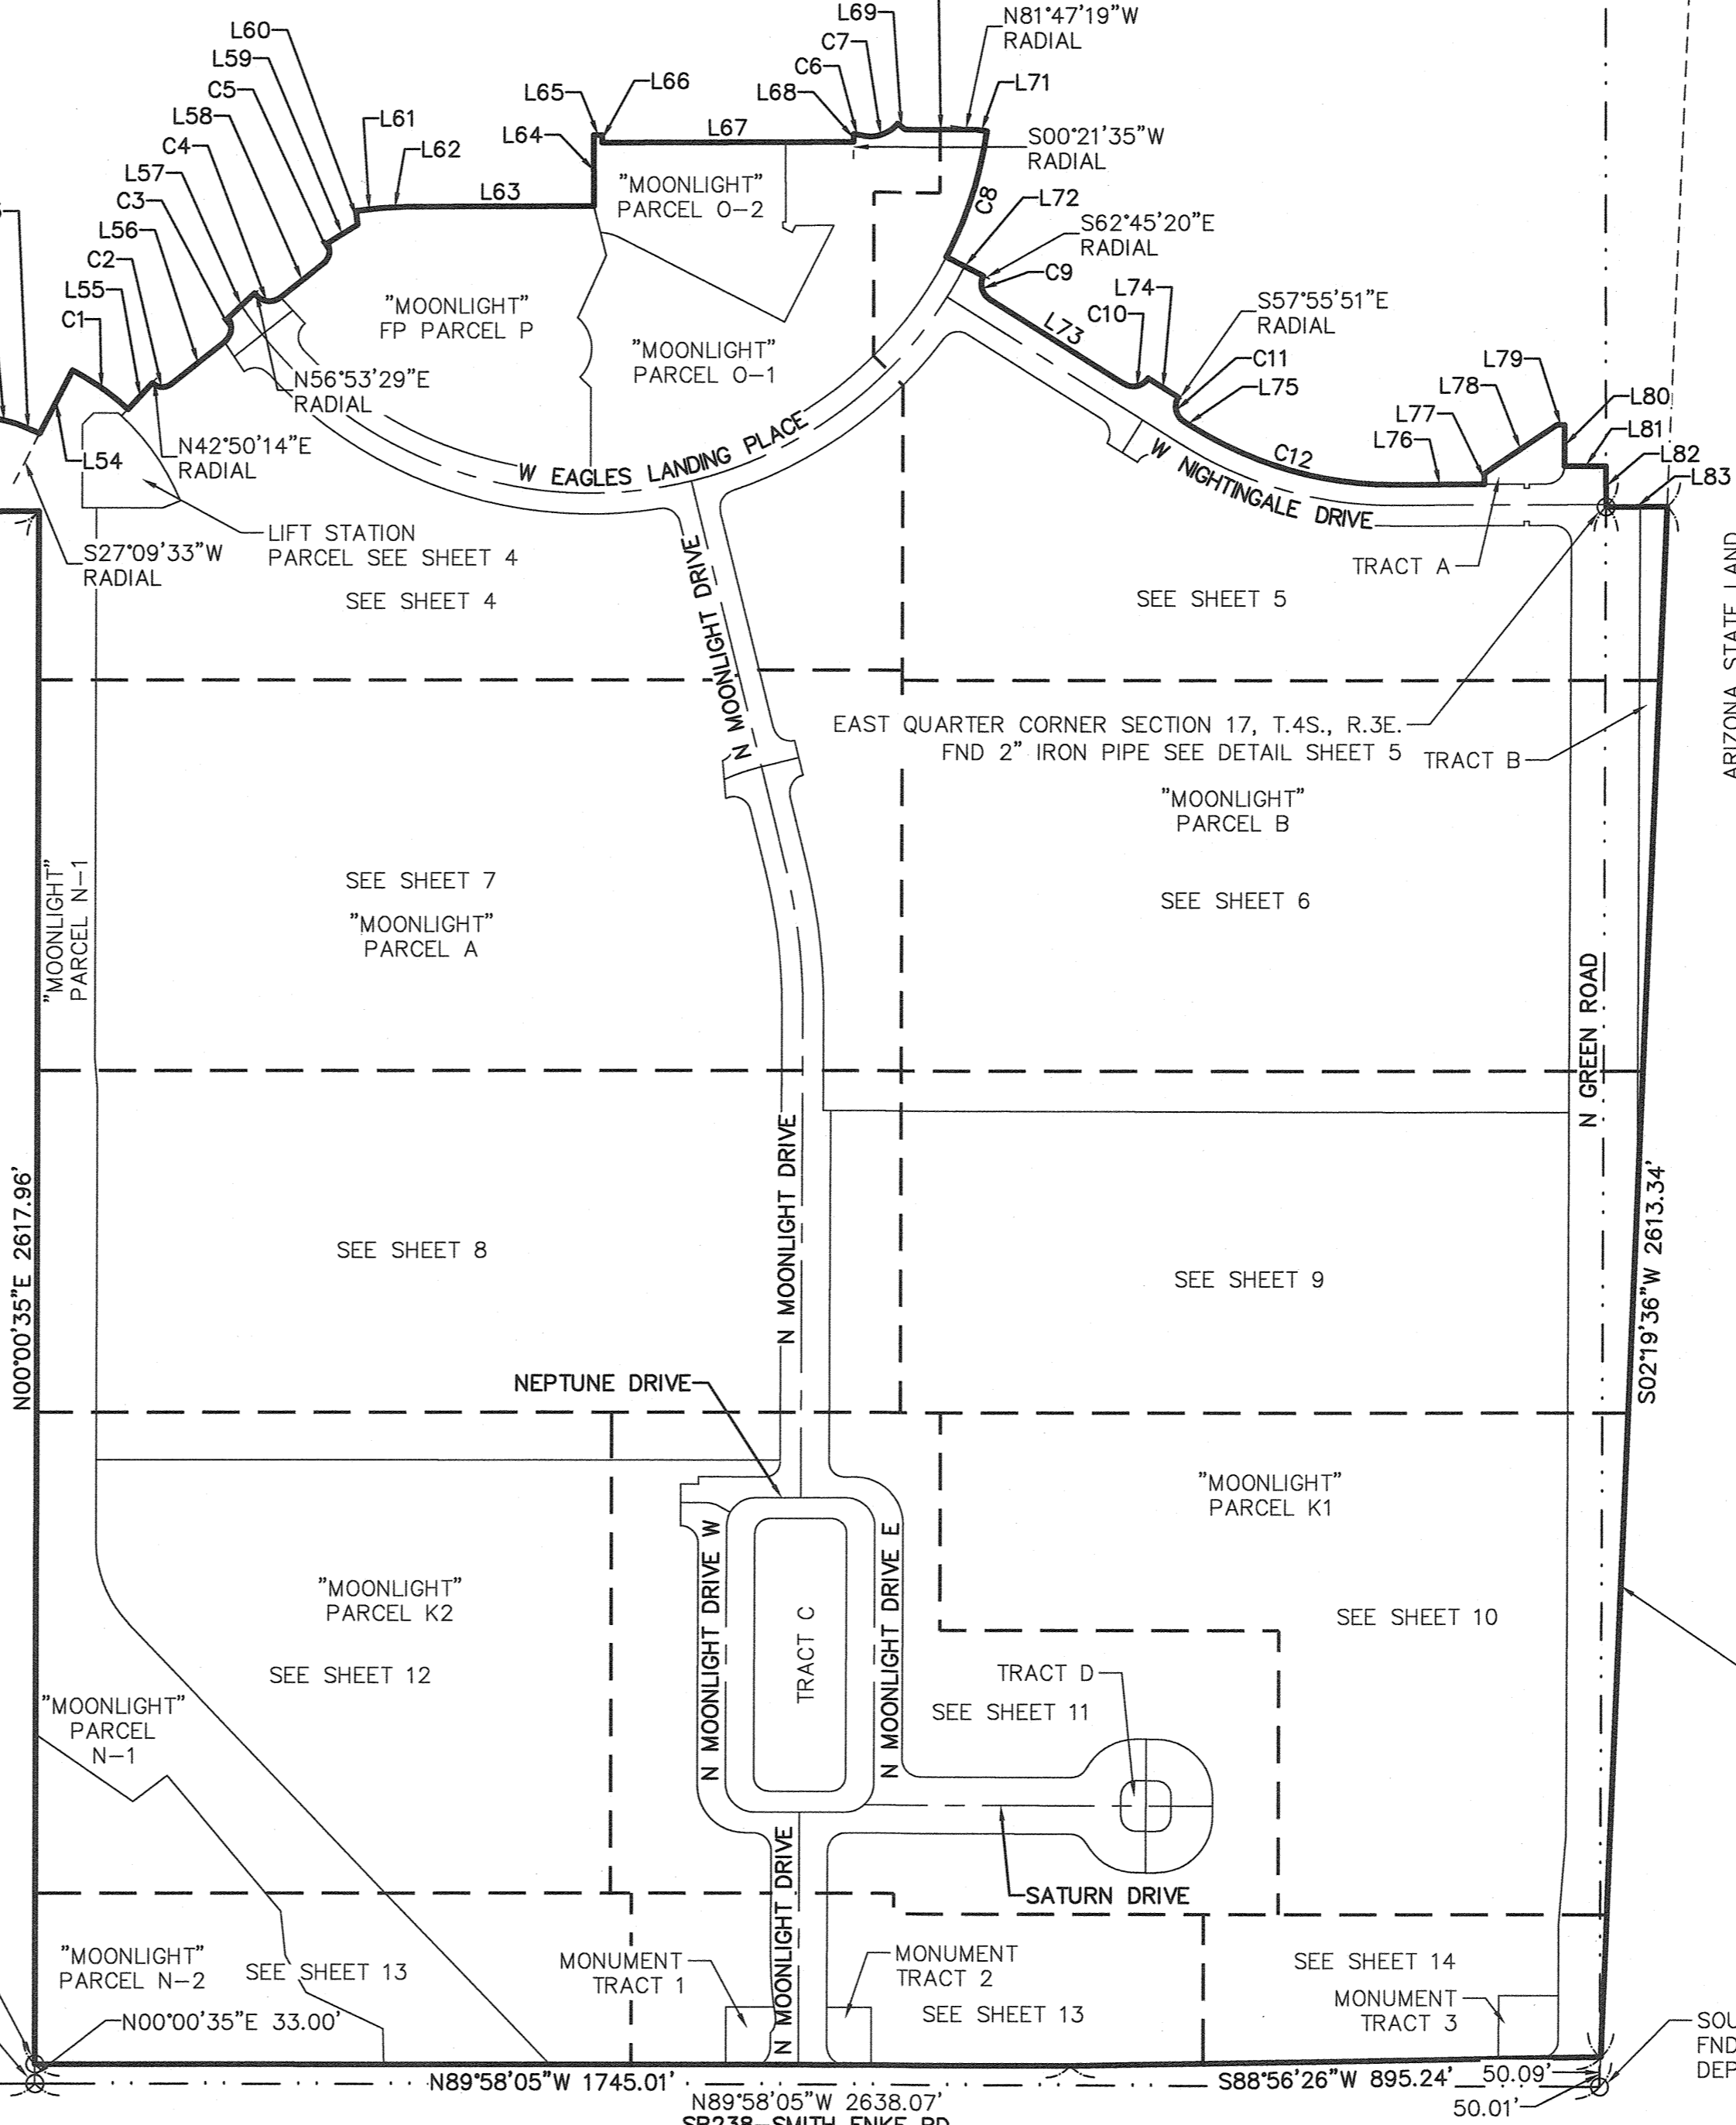 L69
N81°47'19"W
RADIAL
L60
C7
L59
C6
L71
C5
L65
L66
L68
L58
L61
L64
L67
S00°21'35"W
RADIAL
C4
L62
L57
"MOONLIGHT"
PARCEL O-2
C3
L63
C8
L72
L56
S62°45'20"E
RADIAL
C2
C9
L55
L74
"MOONLIGHT"
FP PARCEL P
C1
C10
L73
S57°55'51"E
RADIAL
"MOONLIGHT"
PARCEL O-1
C11
L79
N56°53'29"E
RADIAL
L75
L78
L80
L77
L81
N42°50'14"E
RADIAL
L54
L76
L82
C12
L83
W EAGLES LANDING PLACE
W NIGHTINGALE DRIVE
LIFT STATION
PARCEL SEE SHEET 4
S27°09'33"W
RADIAL
TRACT A
SEE SHEET 4
SEE SHEET 5
N MOONLIGHT DRIVE
ARIZONA STATE LAND
EAST QUARTER CORNER SECTION 17, T.4S., R.3E.
FND 2" IRON PIPE SEE DETAIL SHEET 5
TRACT B
"MOONLIGHT"
PARCEL B
SEE SHEET 7
SEE SHEET 6
"MOONLIGHT"
PARCEL A
"MOONLIGHT"
PARCEL N-1
N GREEN ROAD
N00°00'35"E 2617.96'
N MOONLIGHT DRIVE
S02°19'36"W 2613.34'
SEE SHEET 8
SEE SHEET 9
NEPTUNE DRIVE
"MOONLIGHT"
PARCEL K1
"MOONLIGHT"
PARCEL K2
N MOONLIGHT DRIVE W
TRACT C
N MOONLIGHT DRIVE E
SEE SHEET 10
SEE SHEET 12
TRACT D
SEE SHEET 11
"MOONLIGHT"
PARCEL
N-1
SATURN DRIVE
N MOONLIGHT DRIVE
"MOONLIGHT"
PARCEL N-2
SEE SHEET 13
MONUMENT
TRACT 1
MONUMENT
TRACT 2
SEE SHEET 13
SEE SHEET 14
MONUMENT
TRACT 3
N00°00'35"E 33.00'
SOU
FND
DEP
N89°58'05"W 1745.01'
S88°56'26"W 895.24'
50.09'
50.01'
N89°58'05"W 2638.07'
SR238-SMITH ENKE RD